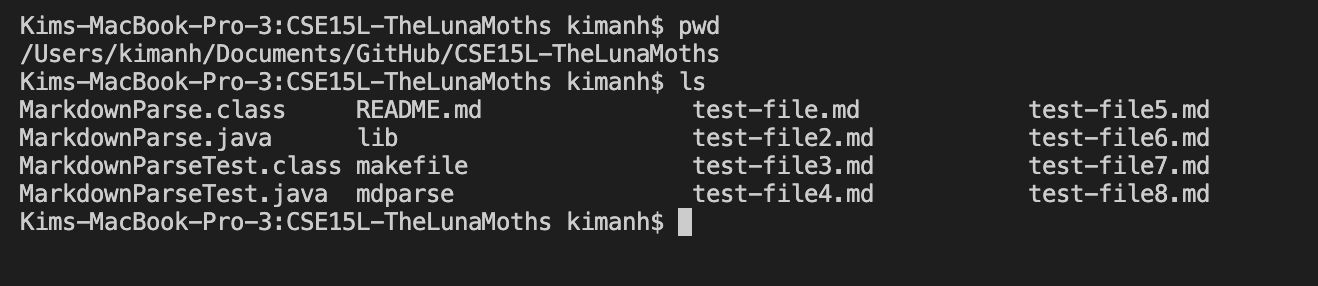 Kims-MacBook-Pro-3:CSE15L-TheLunaMoths kimanh$ pwd
/Users/kimanh/Documents/GitHub/CSE15L-TheLunaMoths
Kims-MacBook-Pro-3:CSE15L-TheLunaMoths kimanh$ ls
MarkdownParse.class     README.md               test-file.md            test-file5.md
MarkdownParse.java      lib                     test-file2.md           test-file6.md
MarkdownParseTest.class makefile                test-file3.md           test-file7.md
MarkdownParseTest.java  mdparse                 test-file4.md           test-file8.md
Kims-MacBook-Pro-3:CSE15L-TheLunaMoths kimanh$